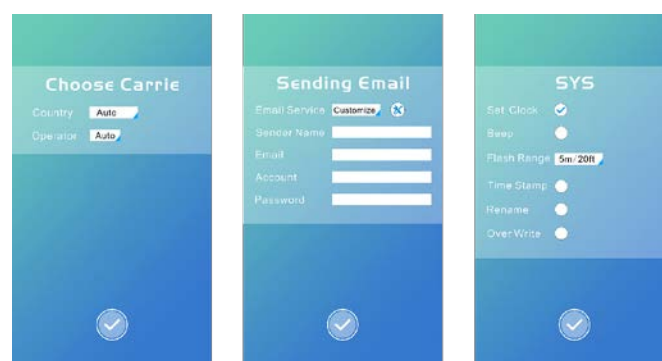 Choose Carrie
Country Auto
Operator Auto
Sending Email
Email Service Customize
Sender Name
Email
Account
Password
SYS
Set Clock
Beep
Flash Range 5m/20ft
Time Stamp
Rename
Over Write